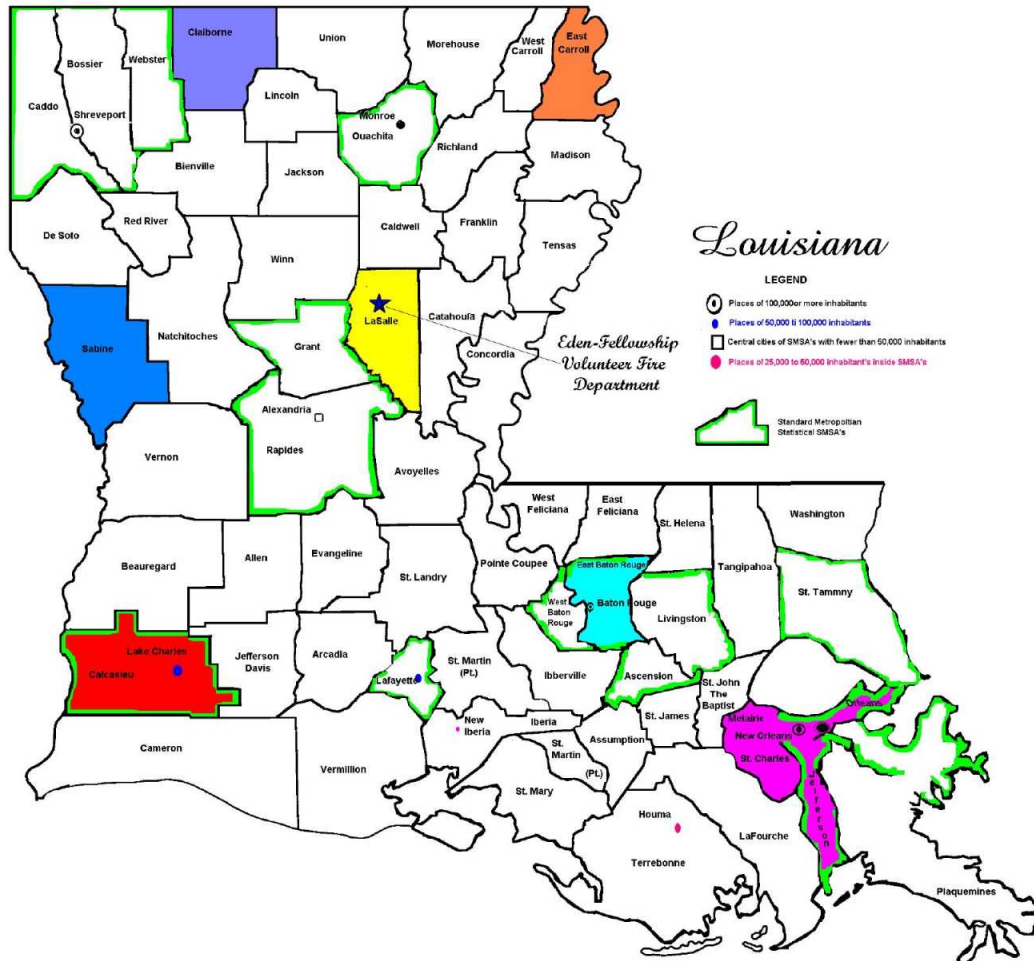 Claiborne
Union
Morehouse
West
Carroll
East
Carroll
Bossier
Webster
Lincoln
Caddo
Shreveport
Monroe
Ouachita
Richland
Madison
Bienville
Jackson
Red River
De Soto
Caldwell
Franklin
Tensas
Winn
Louisiana
LEGEND
Places of 100,000or more inhabitants
Places of 50,000 ti 100,000 inhabitants
Central cities of SMSA's with fewer than 50,000 inhabitants
Places of 25,000 to 50,000 inhabitant's inside SMSA's
Standard Metropoltian
Statistical SMSA's
Sabine
Natchitoches
Grant
LaSalle
Catahoula
Concordia
Eden-Fellowship
Volunteer Fire
Department
Alexandria
Rapides
Vernon
Avoyelles
West
Feliciana
East
Feliciana
St. Helena
Washington
Beauregard
Allen
Evangeline
St. Landry
Pointe Coupee
East Baton Rouge
Baton Rouge
West
Baton
Rouge
Livingston
Tangipahoa
St. Tammny
Lake Charles
Calcasieu
Jefferson
Davis
Arcadia
Lafayette
St. Martin
(Pt.)
Ibberville
Ascension
St. John
The
Baptist
St. James
Metairie
Orleans
New Orleans
St. Charles
Jefferson
Cameron
Vermillion
New
Iberia
Iberia
St.
Martin
(Pt.)
Assumption
St. Mary
Houma
Terrebonne
LaFourche
Plaquemines